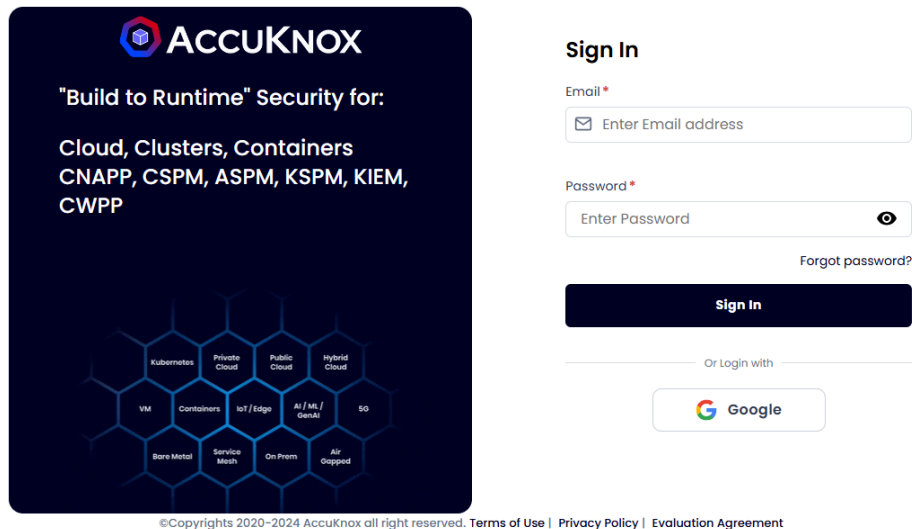 ACCUKNOX
"Build to Runtime" Security for:
Cloud, Clusters, Containers
CNAPP, CSPM, ASPM, KSPM, KIEM,
CWPP
Kubernetes
Private
Cloud
Public
Cloud
Hybrid
Cloud
VM
Containers
IoT / Edge
AI / ML /
GenAI
5G
Bare Metal
Service
Mesh
On Prem
Air
Gapped
Sign In
Email *
Enter Email address
Password *
Enter Password
Forgot password?
Sign In
Or Login with
Google
©Copyrights 2020-2024 AccuKnox all right reserved. Terms of Use | Privacy Policy | Evaluation Agreement